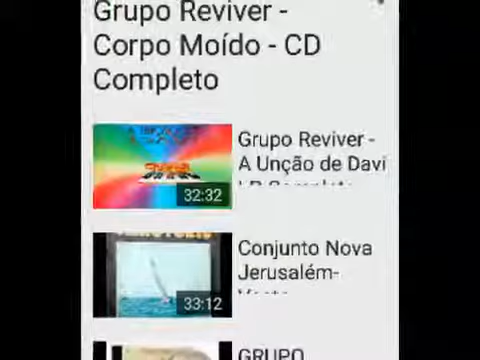 Grupo Reviver -
Corpo Moído - CD
Completo
Grupo Reviver -
A Unção de Davi
32:32
Conjunto Nova
Jerusalém-
33:12
GRUPO